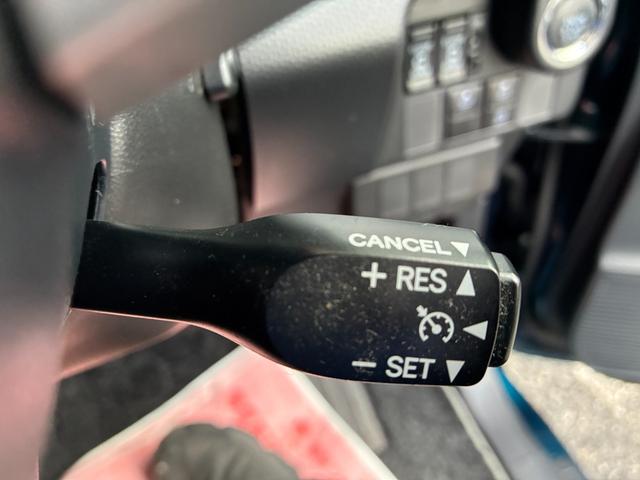 CANCEL ▼
+ RES ▲
◀
− SET ▼